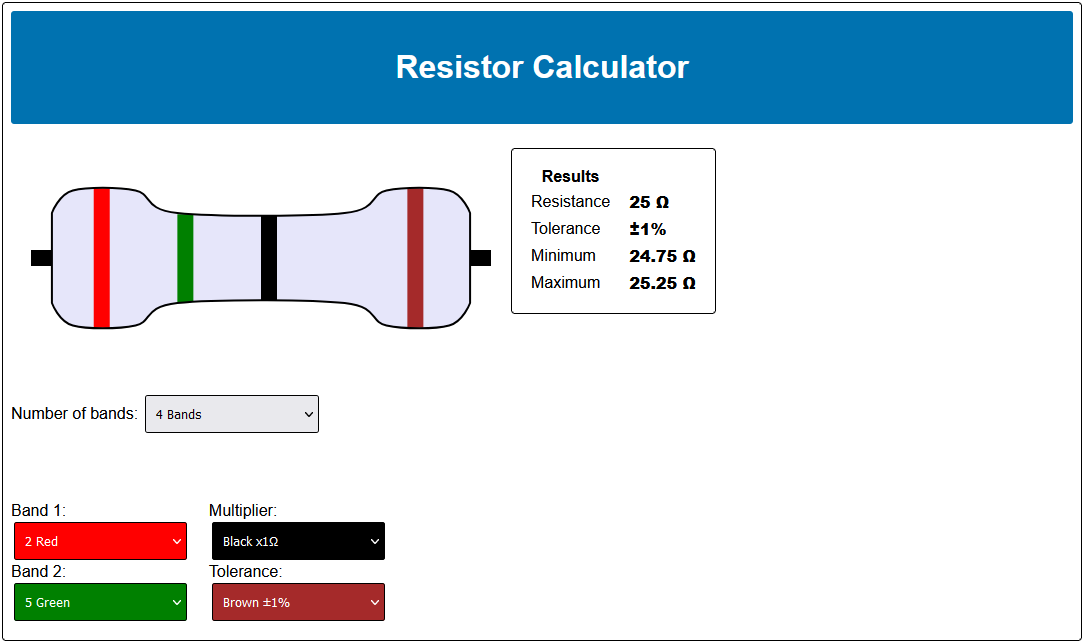 Resistor Calculator
Results
Resistance 25 Ω
Tolerance ±1%
Minimum 24.75 Ω
Maximum 25.25 Ω
Number of bands: 4 Bands
Band 1: Multiplier:
2 Red Black x1Ω
Band 2: Tolerance:
5 Green Brown ±1%